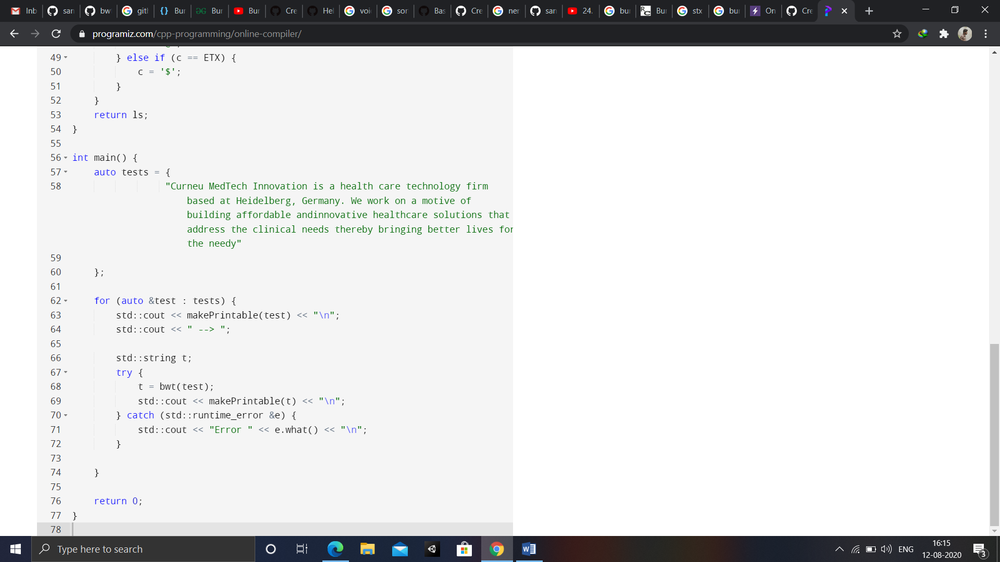 Inb
san
bw
gitl
Bur
Bur
Bur
Cre
Hel
voi
sor
Bas
Cre
ner
san
24.
bu
Bu
stx
bu
On
Cre
programiz.com/cpp-programming/online-compiler/
49 } else if (c == ETX) {
50 c = '$';
51 }
52 }
53 return ls;
54 }
55
56 int main() {
57 auto tests = {
58 "Curneu MedTech Innovation is a health care technology firm
based at Heidelberg, Germany. We work on a motive of
building affordable andinnovative healthcare solutions that
address the clinical needs thereby bringing better lives for
the needy"
59
60 };
61
62 for (auto &test : tests) {
63 std::cout << makePrintable(test) << "\n";
64 std::cout << " --> ";
65
66 std::string t;
67 try {
68 t = bwt(test);
69 std::cout << makePrintable(t) << "\n";
70 } catch (std::runtime_error &e) {
71 std::cout << "Error " << e.what() << "\n";
72 }
73
74 }
75
76 return 0;
77 }
78
Type here to search
ENG
16:15
12-08-2020
3